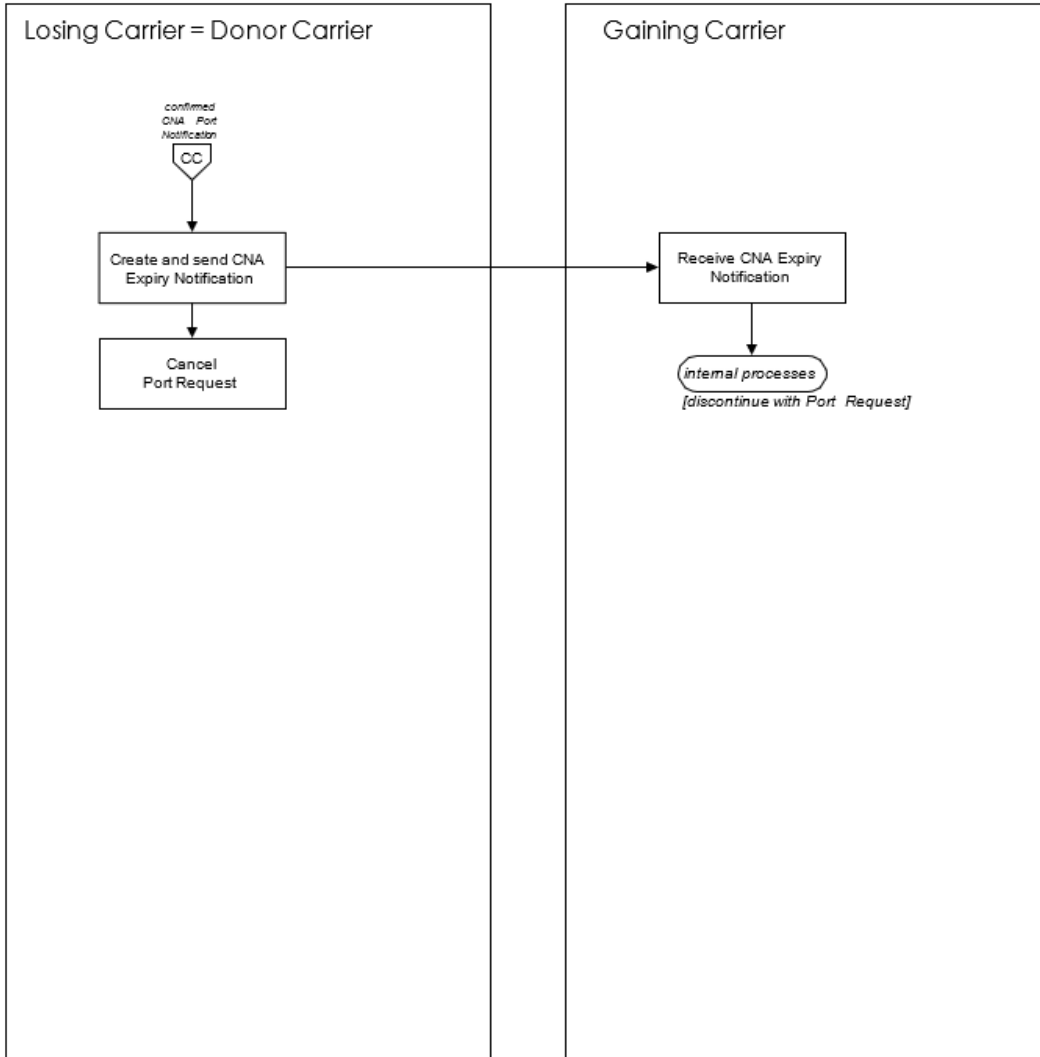 Losing Carrier = Donor Carrier
Gaining Carrier
confirmed
CNA Port
Notification
CC
Create and send CNA
Expiry Notification
Receive CNA Expiry
Notification
Cancel
Port Request
internal processes
[discontinue with Port Request]